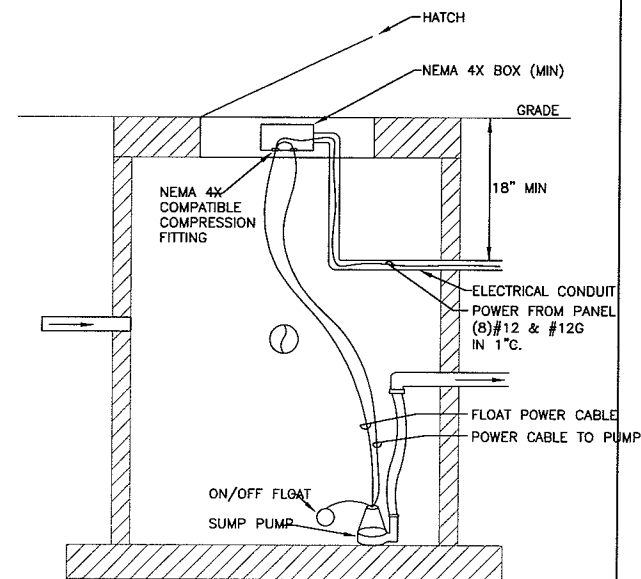 HATCH
NEMA 4X BOX (MIN)
GRADE
18" MIN
NEMA 4X
COMPATIBLE
COMPRESSION
FITTING
ELECTRICAL CONDUIT
POWER FROM PANEL
(8)#12 & #12G
IN 1"C.
FLOAT POWER CABLE
POWER CABLE TO PUMP
ON/OFF FLOAT
SUMP PUMP